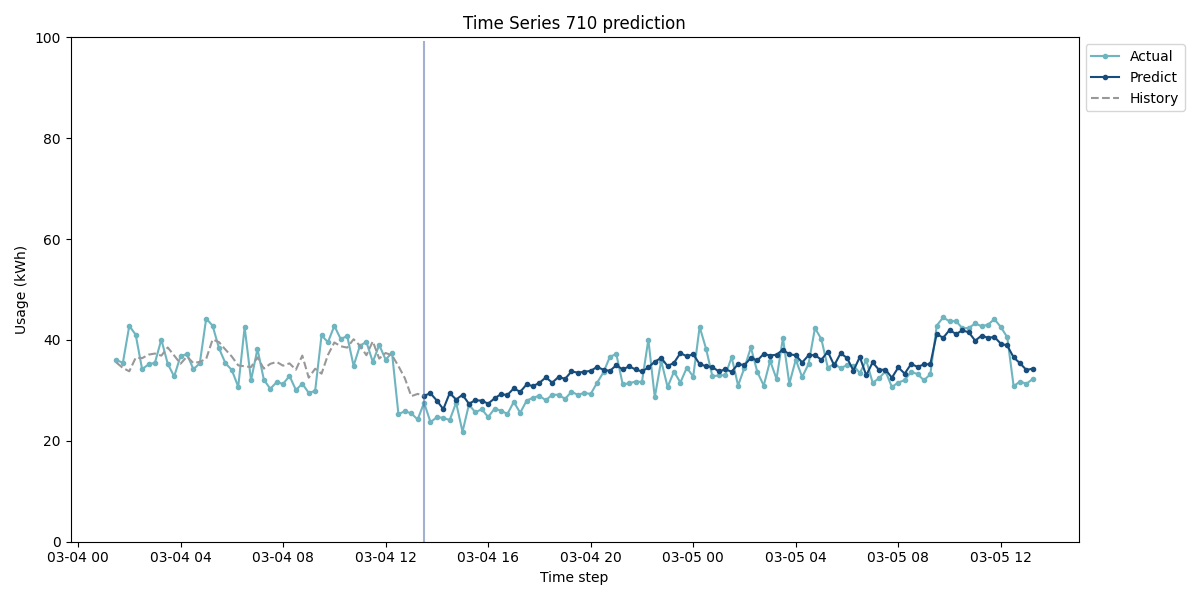 Time Series 710 prediction
Usage (kWh)
100
80
60
40
20
0
03-04 00
03-04 04
03-04 08
03-04 12
03-04 16
03-04 20
03-05 00
03-05 04
03-05 08
03-05 12
Time step
Actual
Predict
History